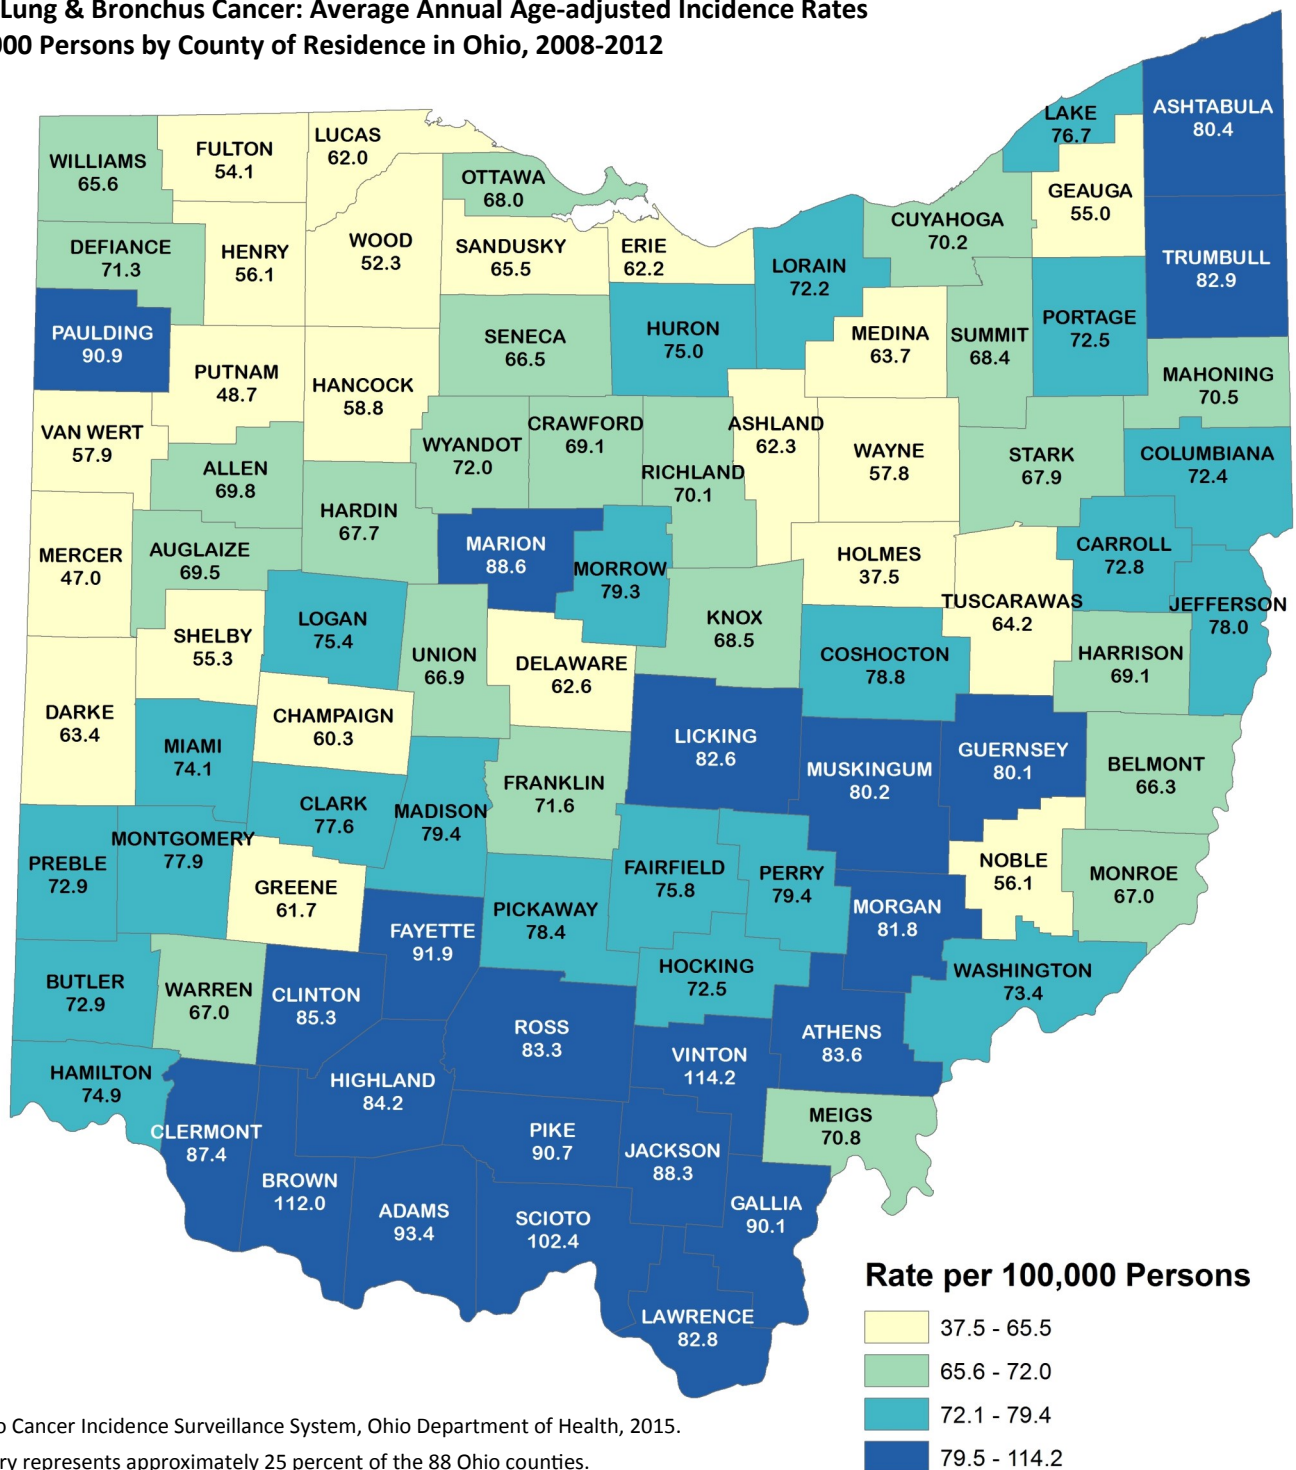 Lung & Bronchus Cancer: Average Annual Age-adjusted Incidence Rates
000 Persons by County of Residence in Ohio, 2008-2012
ASHTABULA
80.4
LAKE
76.7
LUCAS
62.0
FULTON
54.1
WILLIAMS
65.6
OTTAWA
68.0
GEAUGA
55.0
CUYAHOGA
70.2
DEFIANCE
71.3
HENRY
56.1
WOOD
52.3
SANDUSKY
65.5
ERIE
62.2
LORAIN
72.2
TRUMBULL
82.9
PAULDING
90.9
SENECA
66.5
HURON
75.0
MEDINA
63.7
SUMMIT
68.4
PORTAGE
72.5
PUTNAM
48.7
HANCOCK
58.8
MAHONING
70.5
VAN WERT
57.9
WYANDOT
72.0
CRAWFORD
69.1
ASHLAND
62.3
WAYNE
57.8
STARK
67.9
COLUMBIANA
72.4
ALLEN
69.8
RICHLAND
70.1
HARDIN
67.7
MERCER
47.0
AUGLAIZE
69.5
MARION
88.6
MORROW
79.3
HOLMES
37.5
CARROLL
72.8
TUSCARAWAS
64.2
JEFFERSON
78.0
SHELBY
55.3
LOGAN
75.4
UNION
66.9
KNOX
68.5
DELAWARE
62.6
COSHOCTON
78.8
HARRISON
69.1
DARKE
63.4
MIAMI
74.1
CHAMPAIGN
60.3
LICKING
82.6
MUSKINGUM
80.2
GUERNSEY
80.1
BELMONT
66.3
FRANKLIN
71.6
CLARK
77.6
MADISON
79.4
PREBLE
72.9
MONTGOMERY
77.9
GREENE
61.7
FAIRFIELD
75.8
PERRY
79.4
NOBLE
56.1
MONROE
67.0
FAYETTE
91.9
PICKAWAY
78.4
MORGAN
81.8
BUTLER
72.9
WARREN
67.0
CLINTON
85.3
HOCKING
72.5
WASHINGTON
73.4
ROSS
83.3
ATHENS
83.6
VINTON
114.2
HAMILTON
74.9
HIGHLAND
84.2
MEIGS
70.8
CLERMONT
87.4
PIKE
90.7
JACKSON
88.3
BROWN
112.0
ADAMS
93.4
SCIOTO
102.4
GALLIA
90.1
LAWRENCE
82.8
Rate per 100,000 Persons
37.5 - 65.5
65.6 - 72.0
72.1 - 79.4
79.5 - 114.2
Cancer Incidence Surveillance System, Ohio Department of Health, 2015.
represents approximately 25 percent of the 88 Ohio counties.